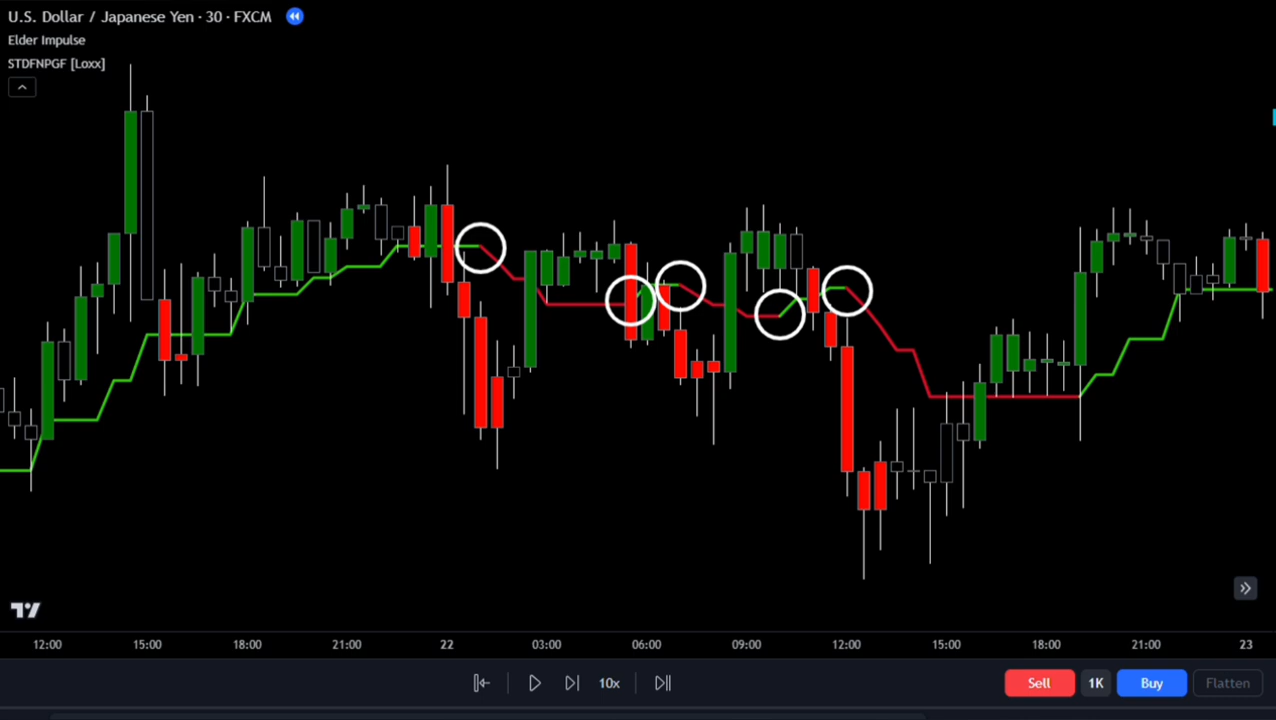 U.S. Dollar / Japanese Yen · 30 · FXCM
Elder Impulse
STDFNPGF [Loxx]
12:00 15:00 18:00 21:00 22 03:00 06:00 09:00 12:00 15:00 18:00 21:00 23
10x Sell 1K Buy Flatten